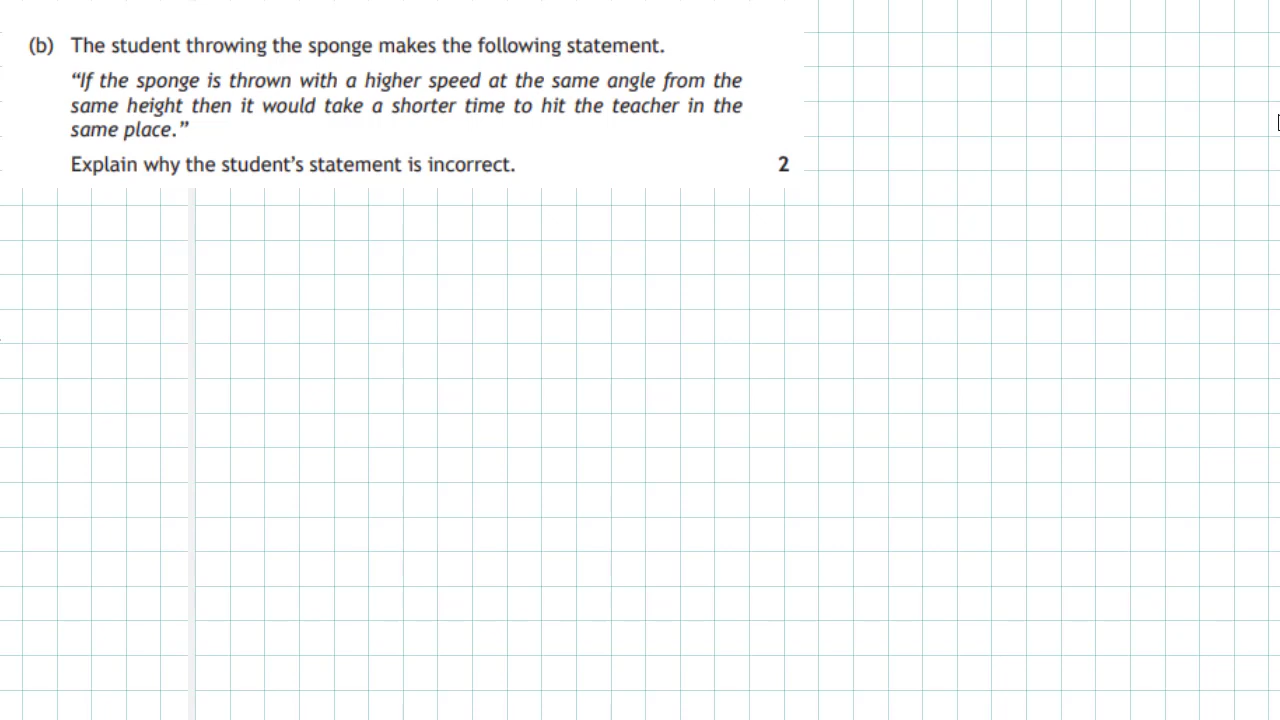 (b) The student throwing the sponge makes the following statement.
“If the sponge is thrown with a higher speed at the same angle from the
same height then it would take a shorter time to hit the teacher in the
same place.”
Explain why the student’s statement is incorrect. 2